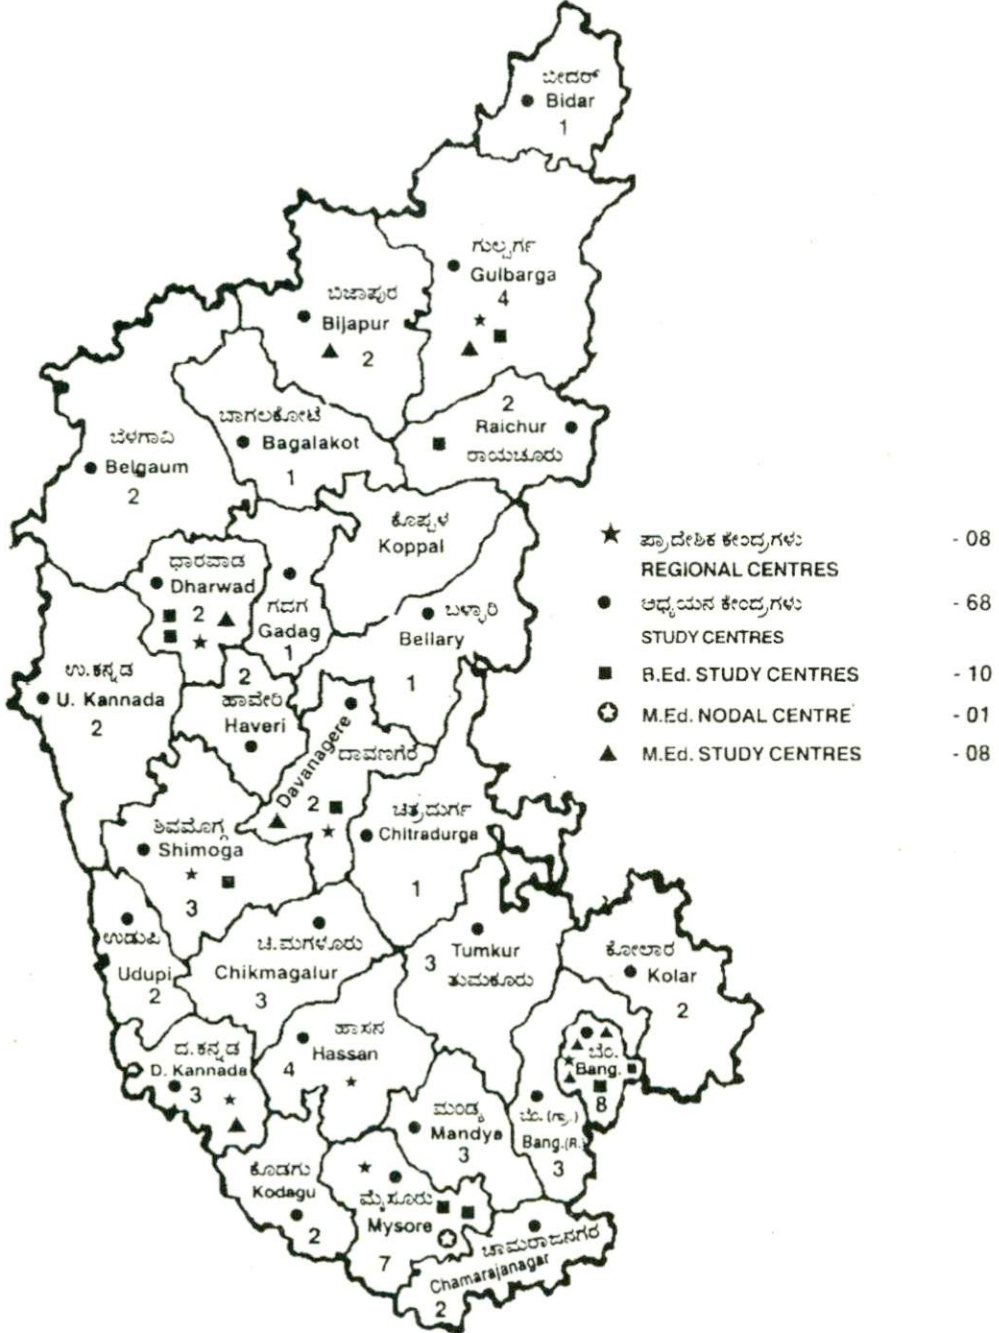 ಬೀದರ್
Bidar
1
ಗುಲ್ಬರ್ಗ
Gulbarga
4
ಬಿಜಾಪುರ
Bijapur
2
2
Raichur
ರಾಯಚೂರು
ಬಾಗಲಕೋಟೆ
Bagalakot
1
ಬೆಳಗಾವಿ
Belgaum
2
ಕೊಪ್ಪಳ
Koppal
ಧಾರವಾಡ
Dharwad
2
ಗದಗ
Gadag
1
ಬಳ್ಳಾರಿ
Bellary
1
ಉ.ಕನ್ನಡ
U. Kannada
2
2
ಹಾವೇರಿ
Haveri
Davanagere
ದಾವಣಗೆರೆ
2
ಶಿವಮೊಗ್ಗ
Shimoga
3
ಚಿತ್ರದುರ್ಗ
Chitradurga
1
ಉಡುಪಿ
Udupi
2
ಚಿ.ಮಗಳೂರು
Chikmagalur
3
3
Tumkur
ತುಮಕೂರು
ಕೋಲಾರ
Kolar
2
ಹಾಸನ
Hassan
4
ದ.ಕನ್ನಡ
D. Kannada
3
ಬೆಂ.
Bang.
8
ಬೆಂ.(ಗ್ರಾ.)
Bang.(R.)
3
ಮಂಡ್ಯ
Mandya
3
ಕೊಡಗು
Kodagu
2
ಮೈಸೂರು
Mysore
7
ಚಾಮರಾಜನಗರ
Chamarajanagar
2
★ ಪ್ರಾದೇಶಿಕ ಕೇಂದ್ರಗಳು - 08
REGIONAL CENTRES
● ಅಧ್ಯಯನ ಕೇಂದ್ರಗಳು - 68
STUDY CENTRES
■ B.Ed. STUDY CENTRES - 10
✪ M.Ed. NODAL CENTRE - 01
▲ M.Ed. STUDY CENTRES - 08